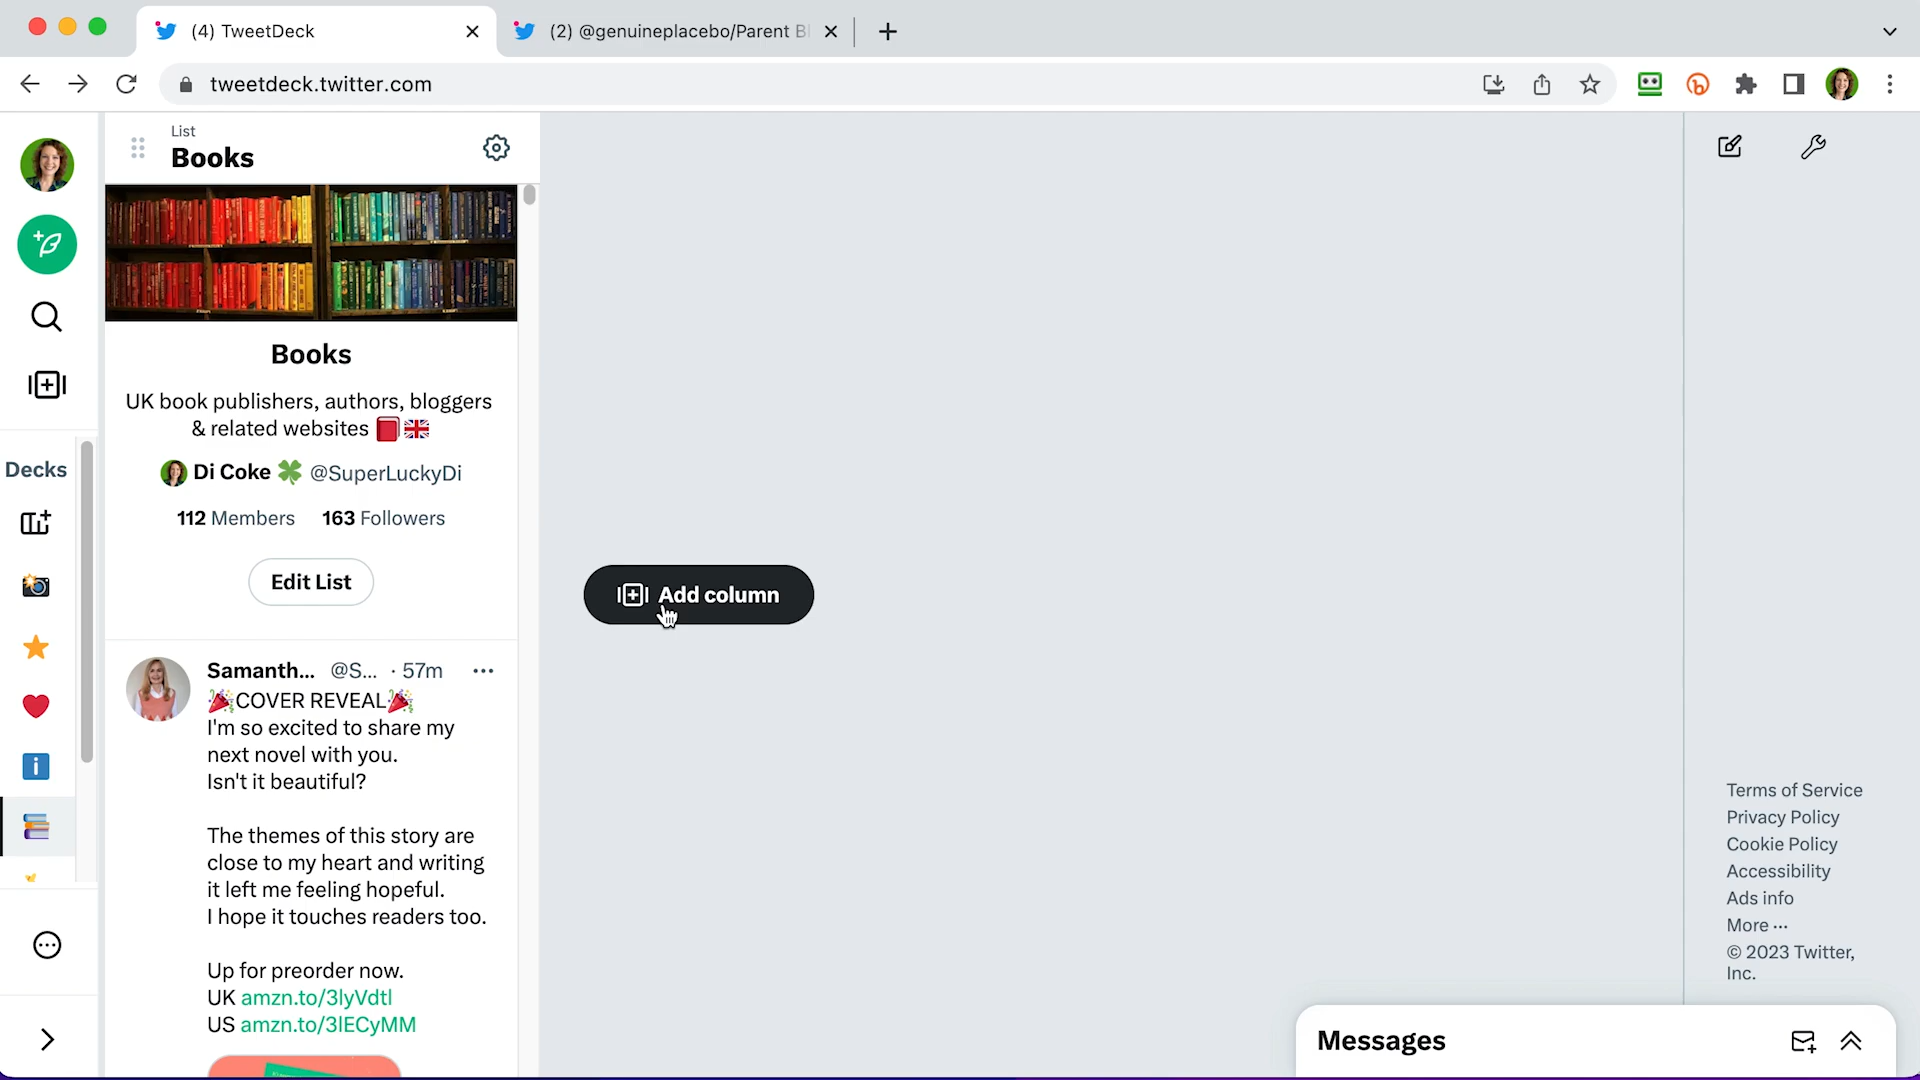 (4) TweetDeck
(2) @genuineplacebo/Parent B
tweetdeck.twitter.com
List
Books
Books
UK book publishers, authors, bloggers
& related websites 📕🇬🇧
Di Coke 🍀 @SuperLuckyDi
112 Members 163 Followers
Edit List
Decks
Samanth... @S... · 57m
🎉COVER REVEAL🎉
I'm so excited to share my
next novel with you.
Isn't it beautiful?
The themes of this story are
close to my heart and writing
it left me feeling hopeful.
I hope it touches readers too.
Up for preorder now.
UK amzn.to/3lyVdtl
US amzn.to/3lECyMM
Add column
Terms of Service
Privacy Policy
Cookie Policy
Accessibility
Ads info
More ...
© 2023 Twitter,
Inc.
Messages